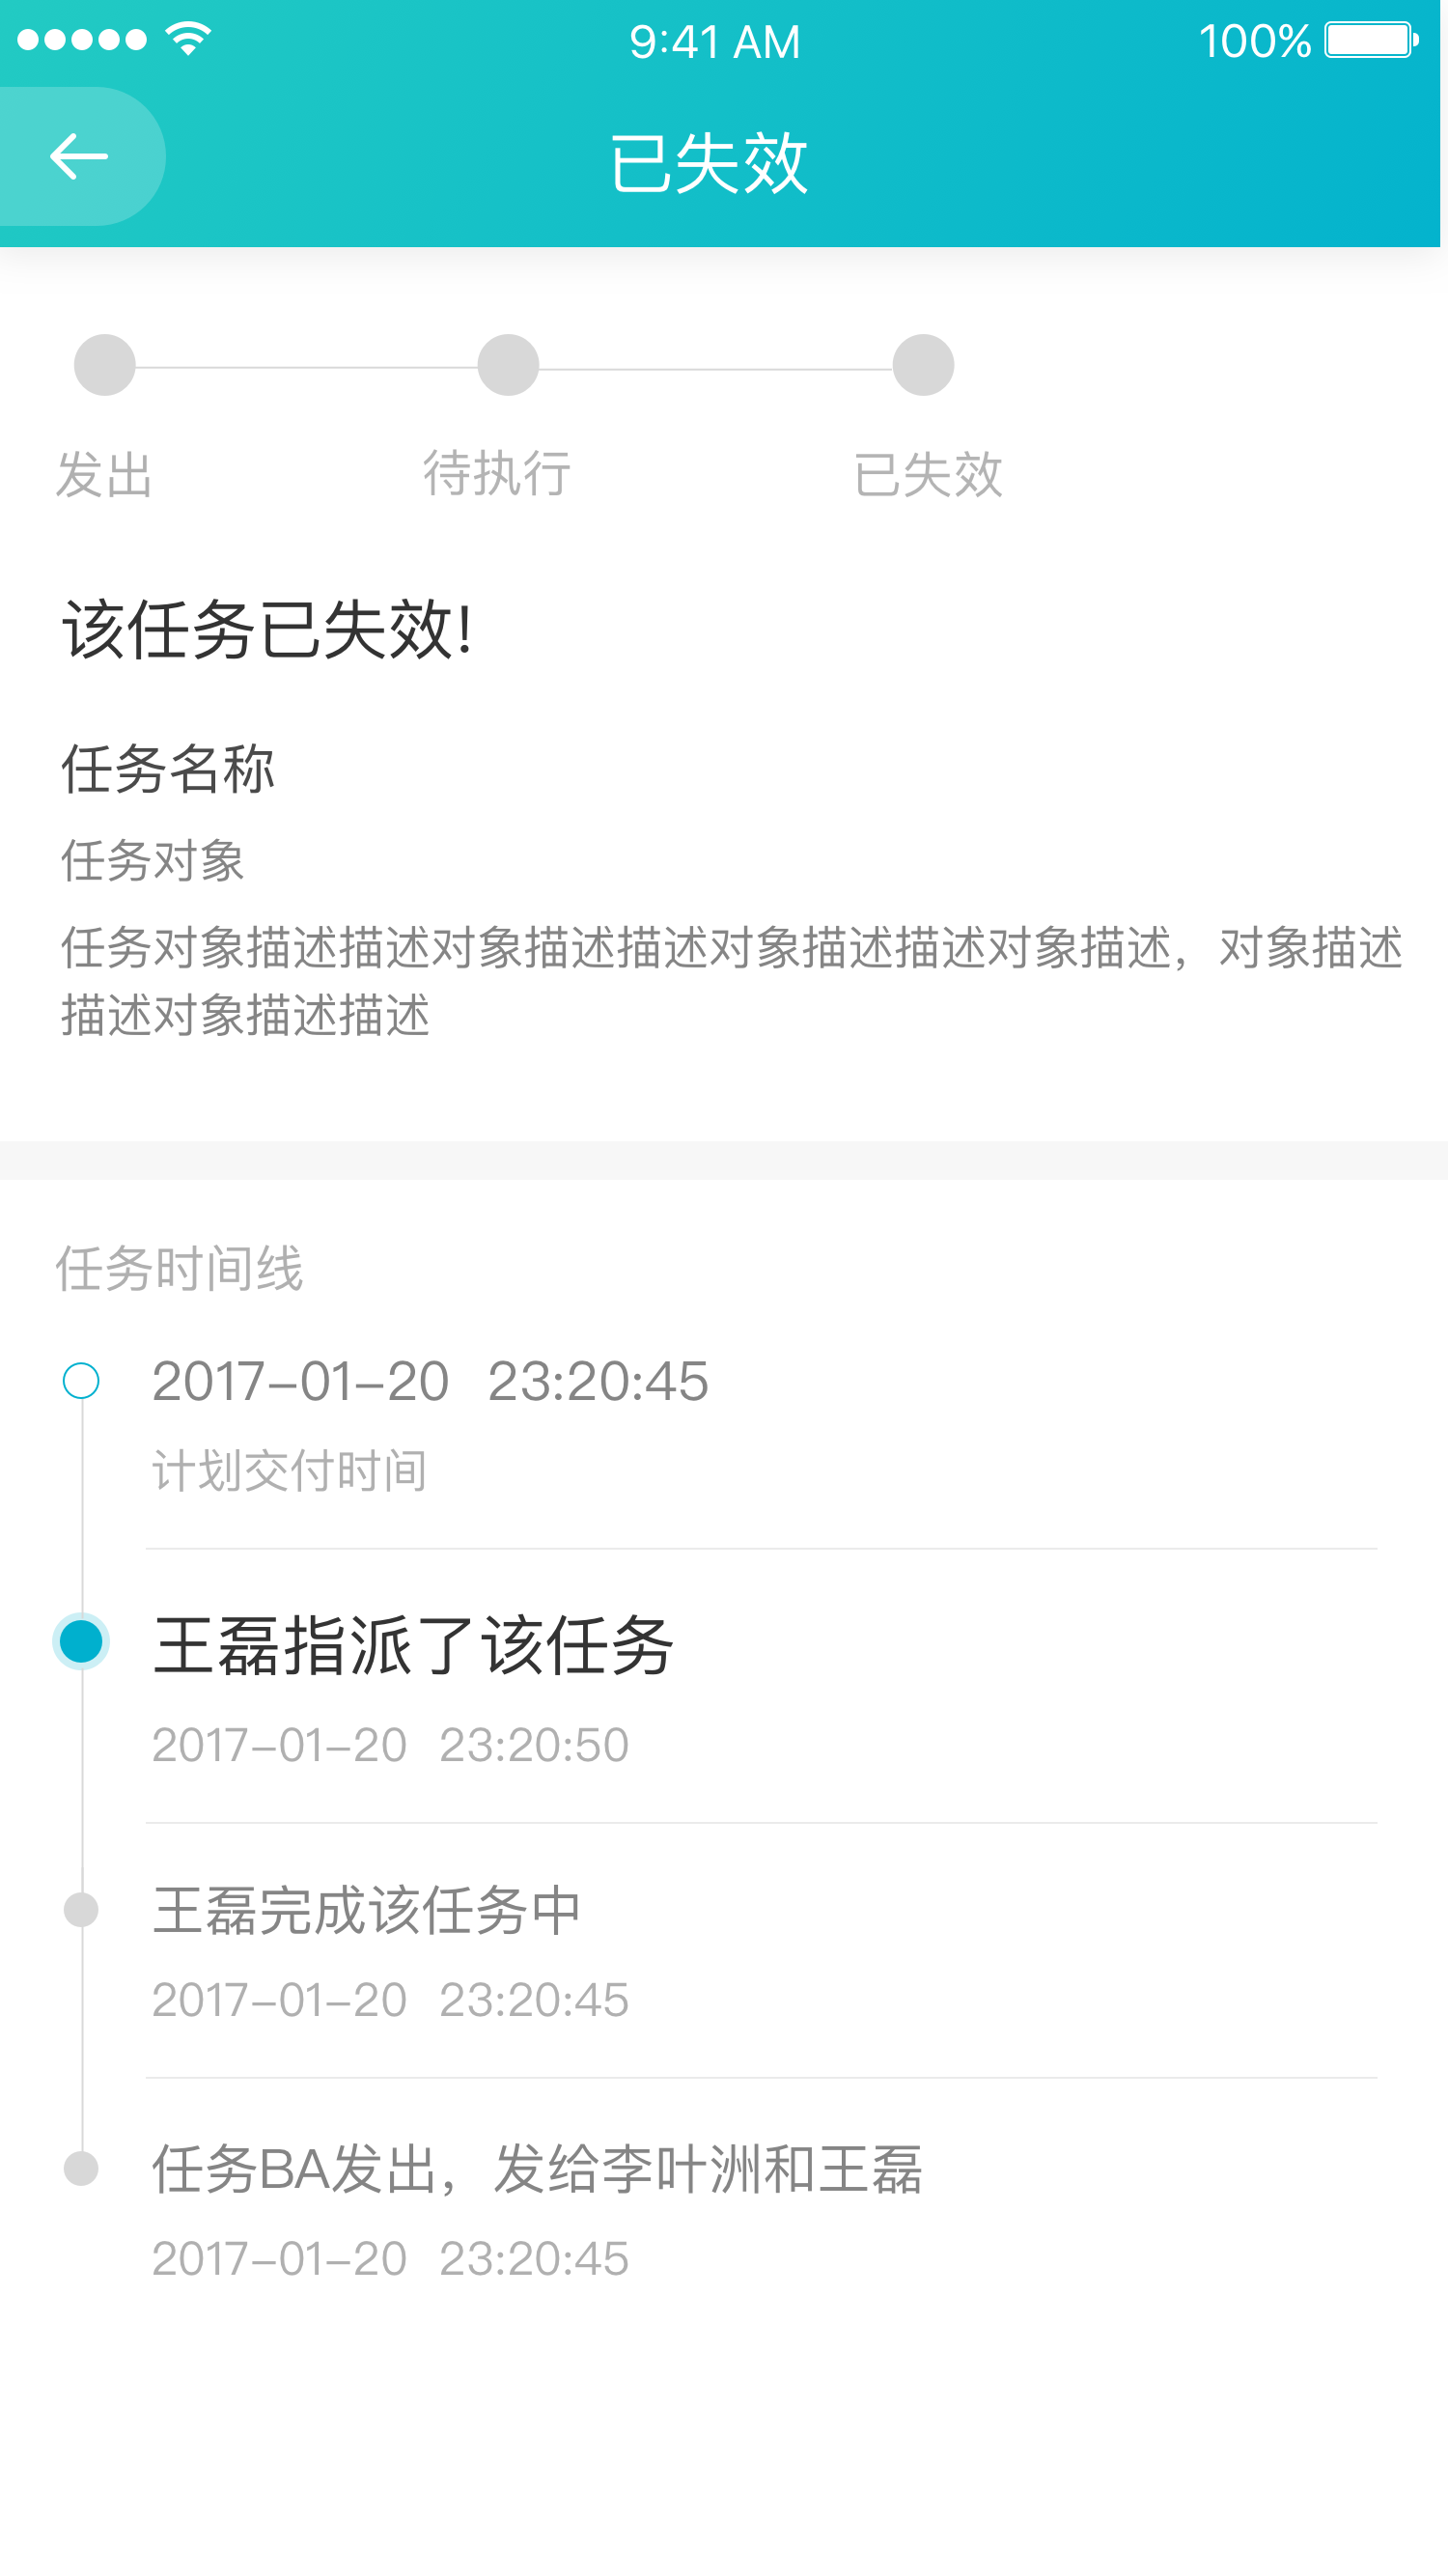 9:41 AM 100%
已失效
发出 待执行 已失效
该任务已失效!
任务名称
任务对象
任务对象描述描述对象描述描述对象描述描述对象描述，对象描述
描述对象描述描述
任务时间线
2017-01-20 23:20:45
计划交付时间
王磊指派了该任务
2017-01-20 23:20:50
王磊完成该任务中
2017-01-20 23:20:45
任务BA发出，发给李叶洲和王磊
2017-01-20 23:20:45